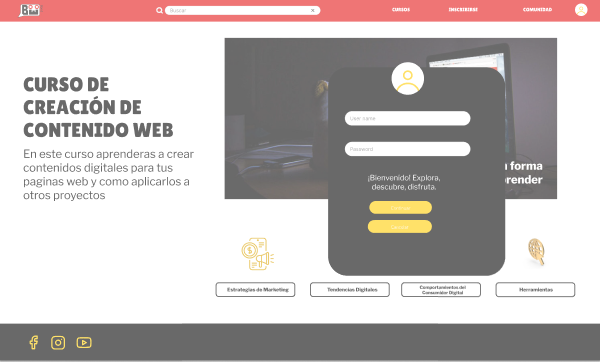 Buscar
CURSOS
INSCRIBIRSE
COMUNIDAD
CURSO DE
CREACIÓN DE
CONTENIDO WEB
En este curso aprenderas a crear
contenidos digitales para tus
paginas web y como aplicarlos a
otros proyectos
User name
Password
¡Bienvenido! Explora,
descubre, disfruta.
forma
render
Estrategias de Marketing
Tendencias Digitales
Comportamientos del
Consumidor Digital
Herramientas